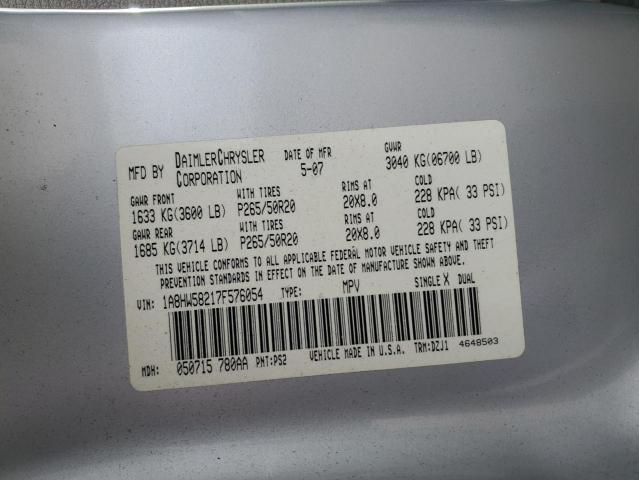 MFD BY DAIMLERCHRYSLER CORPORATION DATE OF MFR 5-07 GVWR 3040 KG(06700 LB)
GAWR FRONT WITH TIRES RIMS AT COLD
1633 KG(3600 LB) P265/50R20 20X8.0 228 KPA( 33 PSI)
GAWR REAR WITH TIRES RIMS AT COLD
1685 KG(3714 LB) P265/50R20 20X8.0 228 KPA( 33 PSI)
THIS VEHICLE CONFORMS TO ALL APPLICABLE FEDERAL MOTOR VEHICLE SAFETY AND THEFT
PREVENTION STANDARDS IN EFFECT ON THE DATE OF MANUFACTURE SHOWN ABOVE.
VIN: 1A8HW58217F576054 TYPE: MPV SINGLE X DUAL
MDH: 050715 780AA PNT:PS2 VEHICLE MADE IN U.S.A. TRM:DZJ1 4648503